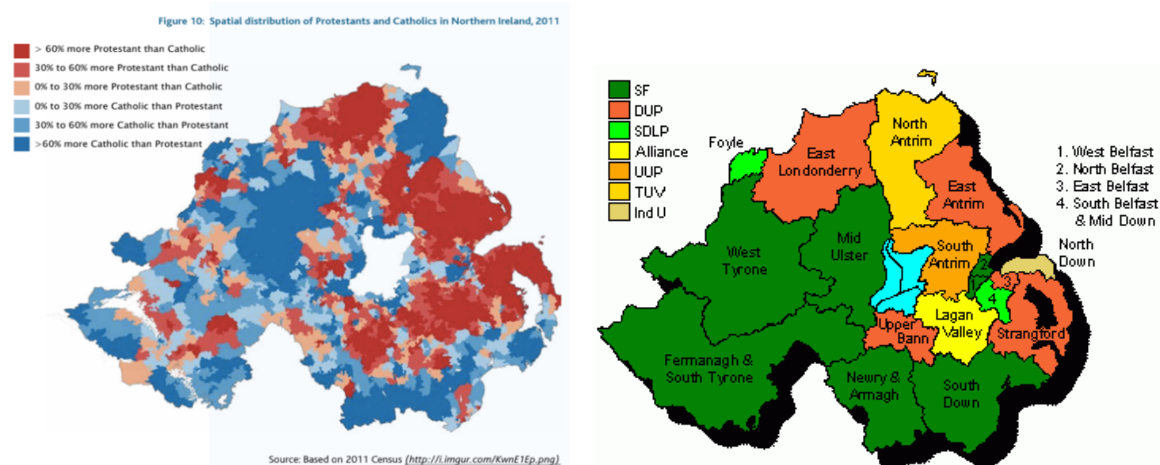 Figure 10: Spatial distribution of Protestants and Catholics in Northern Ireland, 2011
> 60% more Protestant than Catholic
30% to 60% more Protestant than Catholic
0% to 30% more Protestant than Catholic
0% to 30% more Catholic than Protestant
30% to 60% more Catholic than Protestant
>60% more Catholic than Protestant
Source: Based on 2011 Census (http://i.imgur.com/KwnE1Ep.png)
SF
DUP
SDLP
Alliance
UUP
TUV
Ind U
Foyle
East
Londonderry
North
Antrim
East
Antrim
1. West Belfast
2. North Belfast
3. East Belfast
4. South Belfast
& Mid Down
West
Tyrone
Mid
Ulster
South
Antrim
2
North
Down
3
4
Lagan
Valley
Upper
Bann
Strangford
Fermanagh &
South Tyrone
Newry &
Armagh
South
Down